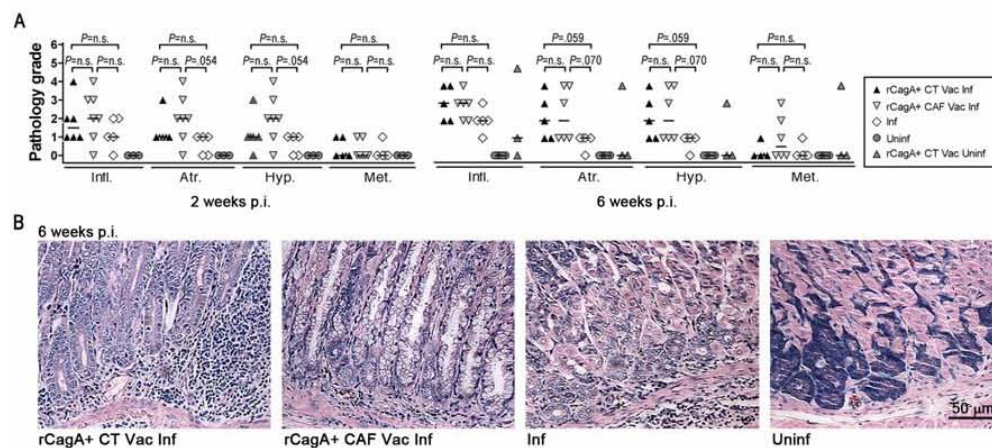 A
P=n.s. P=n.s. P=n.s. P=n.s. P=n.s. P=.059 P=.059 P=n.s.
P=n.s. P=n.s. P=n.s. P=.054 P=n.s. P=.054 P=n.s. P=n.s. P=n.s. P=n.s. P=n.s. P=.070 P=n.s. P=.070 P=n.s. P=n.s.
Pathology grade
6
5
4
3
2
1
0
Infl. Atr. Hyp. Met. Infl. Atr. Hyp. Met.
2 weeks p.i. 6 weeks p.i.
rCagA+ CT Vac Inf
rCagA+ CAF Vac Inf
Inf
Uninf
rCagA+ CT Vac Uninf
B
6 weeks p.i.
50 µm
rCagA+ CT Vac Inf rCagA+ CAF Vac Inf Inf Uninf